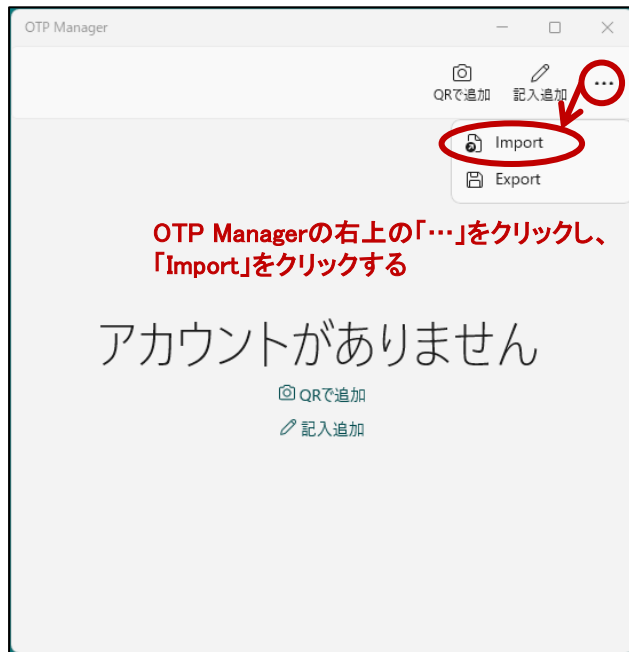 OTP Manager
QRで追加
記入追加
Import
Export
OTP Managerの右上の「…」をクリックし、
「Import」をクリックする
アカウントがありません
QRで追加
記入追加